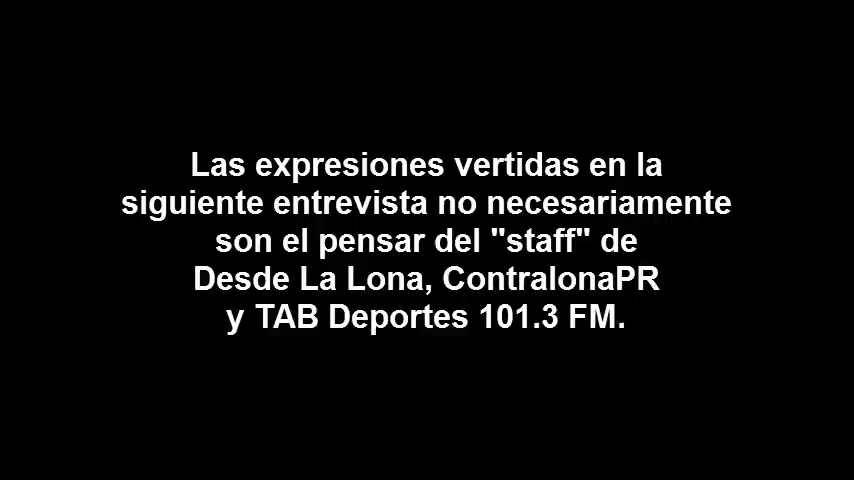 Las expresiones vertidas en la
siguiente entrevista no necesariamente
son el pensar del "staff" de
Desde La Lona, ContralonaPR
y TAB Deportes 101.3 FM.